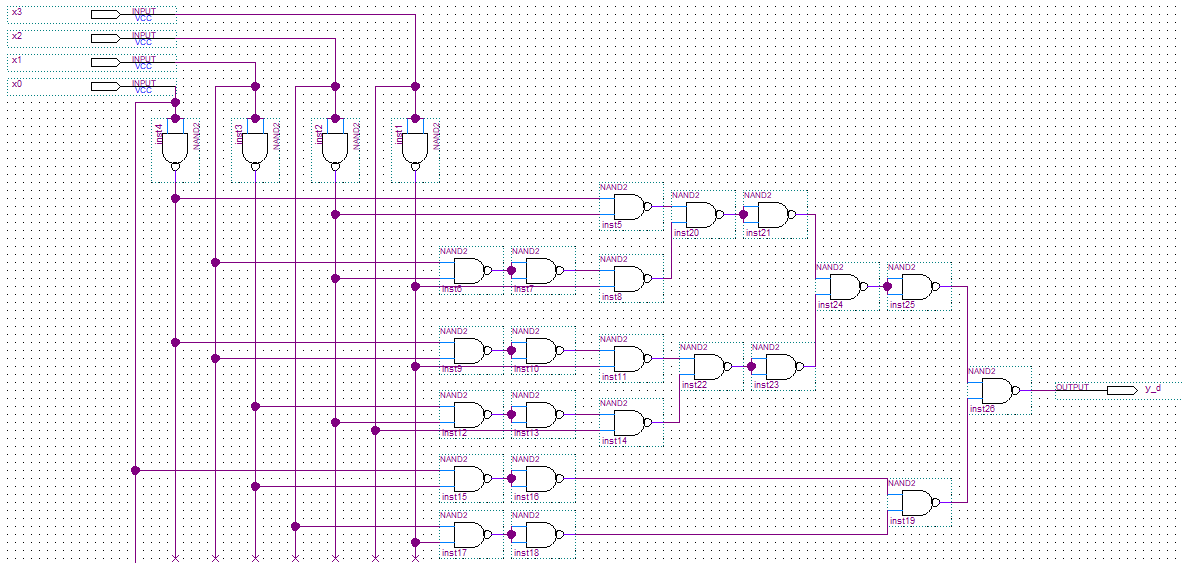 x3 INPUT
VCC
x2 INPUT
VCC
x1 INPUT
VCC
x0 INPUT
VCC
inst4 NAND2
inst3 NAND2
inst2 NAND2
inst1 NAND2
NAND2
inst5
NAND2
inst20
NAND2
inst21
NAND2
inst6
NAND2
inst7
NAND2
inst8
NAND2
inst24
NAND2
inst25
NAND2
inst9
NAND2
inst10
NAND2
inst11
NAND2
inst22
NAND2
inst23
NAND2
inst26
OUTPUT y_d
NAND2
inst12
NAND2
inst13
NAND2
inst14
NAND2
inst15
NAND2
inst16
NAND2
inst19
NAND2
inst17
NAND2
inst18